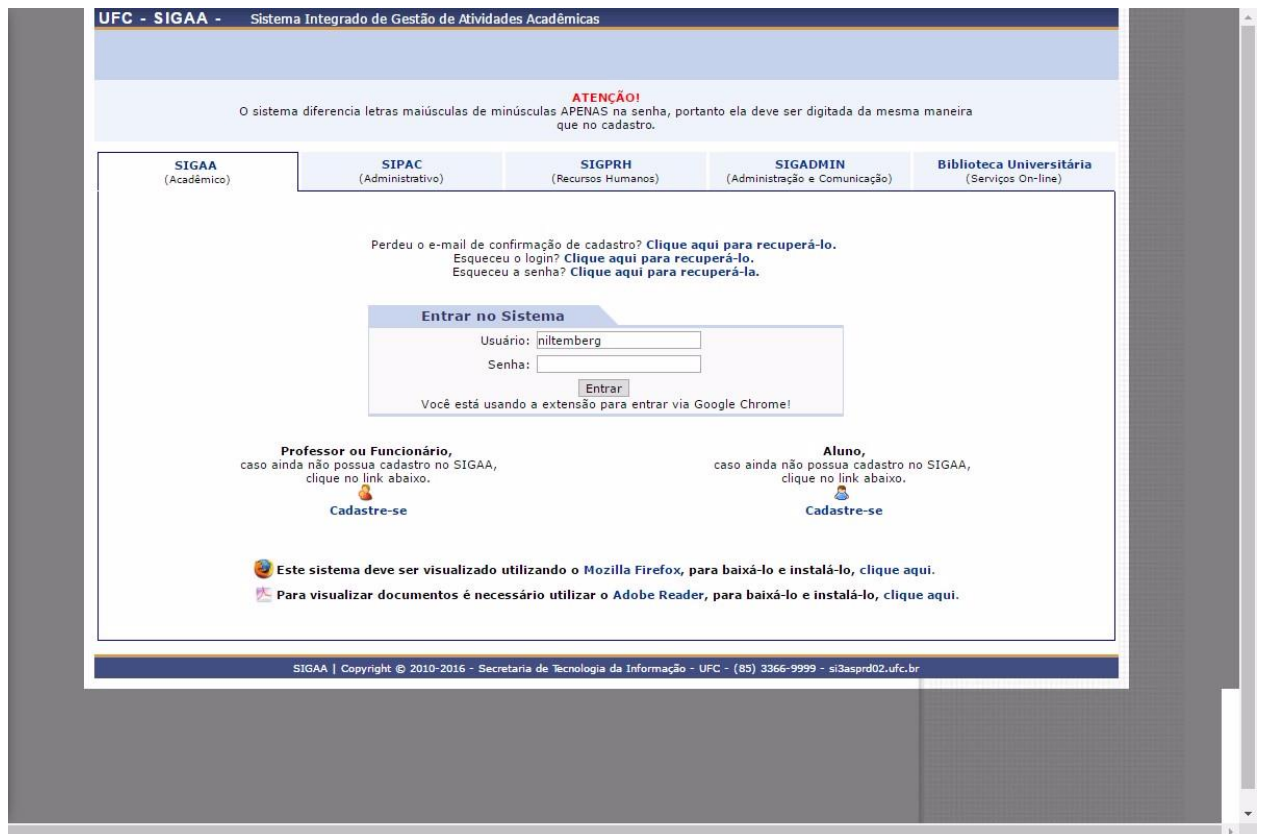 UFC - SIGAA - Sistema Integrado de Gestão de Atividades Acadêmicas
ATENÇÃO!
O sistema diferencia letras maiúsculas de minúsculas APENAS na senha, portanto ela deve ser digitada da mesma maneira
que no cadastro.
SIGAA SIPAC SIGPRH SIGADMIN Biblioteca Universitária
(Acadêmico) (Administrativo) (Recursos Humanos) (Administração e Comunicação) (Serviços On-line)
Perdeu o e-mail de confirmação de cadastro? Clique aqui para recuperá-lo.
Esqueceu o login? Clique aqui para recuperá-lo.
Esqueceu a senha? Clique aqui para recuperá-la.
Entrar no Sistema
Usuário: niltemberg
Senha:
Entrar
Você está usando a extensão para entrar via Google Chrome!
Professor ou Funcionário,
caso ainda não possua cadastro no SIGAA,
clique no link abaixo.
Cadastre-se
Aluno,
caso ainda não possua cadastro no SIGAA,
clique no link abaixo.
Cadastre-se
Este sistema deve ser visualizado utilizando o Mozilla Firefox, para baixá-lo e instalá-lo, clique aqui.
Para visualizar documentos é necessário utilizar o Adobe Reader, para baixá-lo e instalá-lo, clique aqui.
SIGAA | Copyright © 2010-2016 - Secretaria de Tecnologia da Informação - UFC - (85) 3366-9999 - si3asprd02.ufc.br